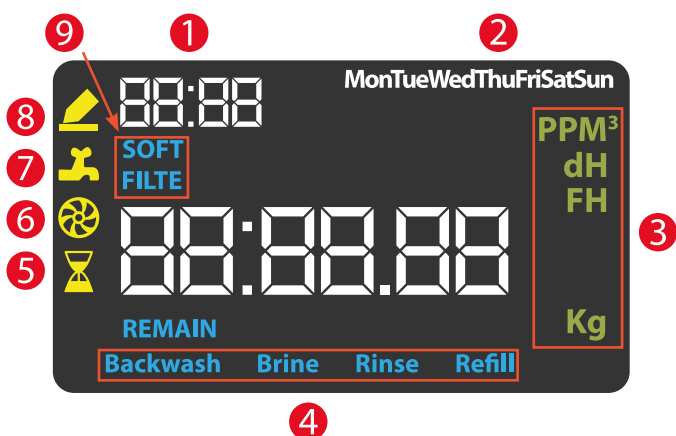 9 1 2
88:88 MonTueWedThuFriSatSun
8
SOFT PPM³
7 FILTE dH
6 FH
88:88.88 3
5
REMAIN Kg
Backwash Brine Rinse Refill
4